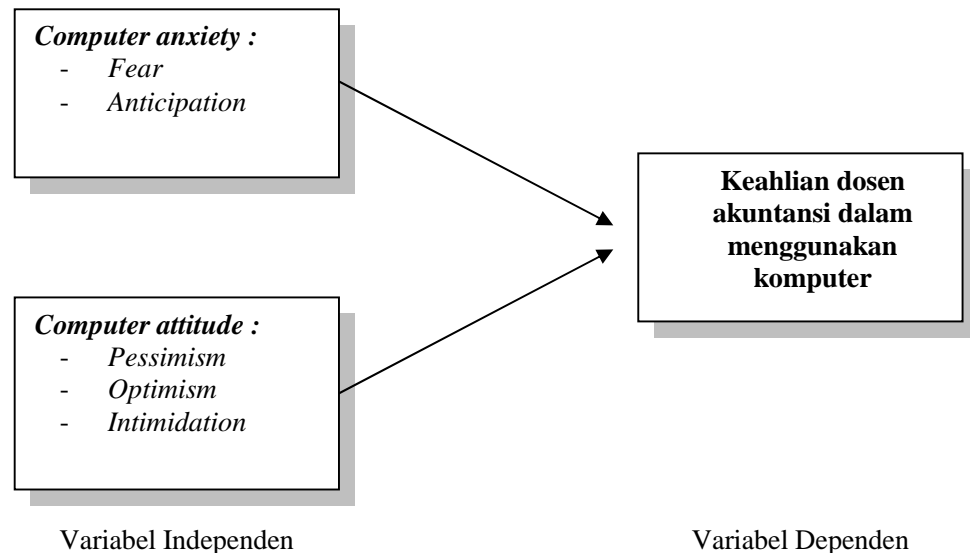 Computer anxiety :
- Fear
- Anticipation
Keahlian dosen
akuntansi dalam
menggunakan
komputer
Computer attitude :
- Pessimism
- Optimism
- Intimidation
Variabel Independen
Variabel Dependen